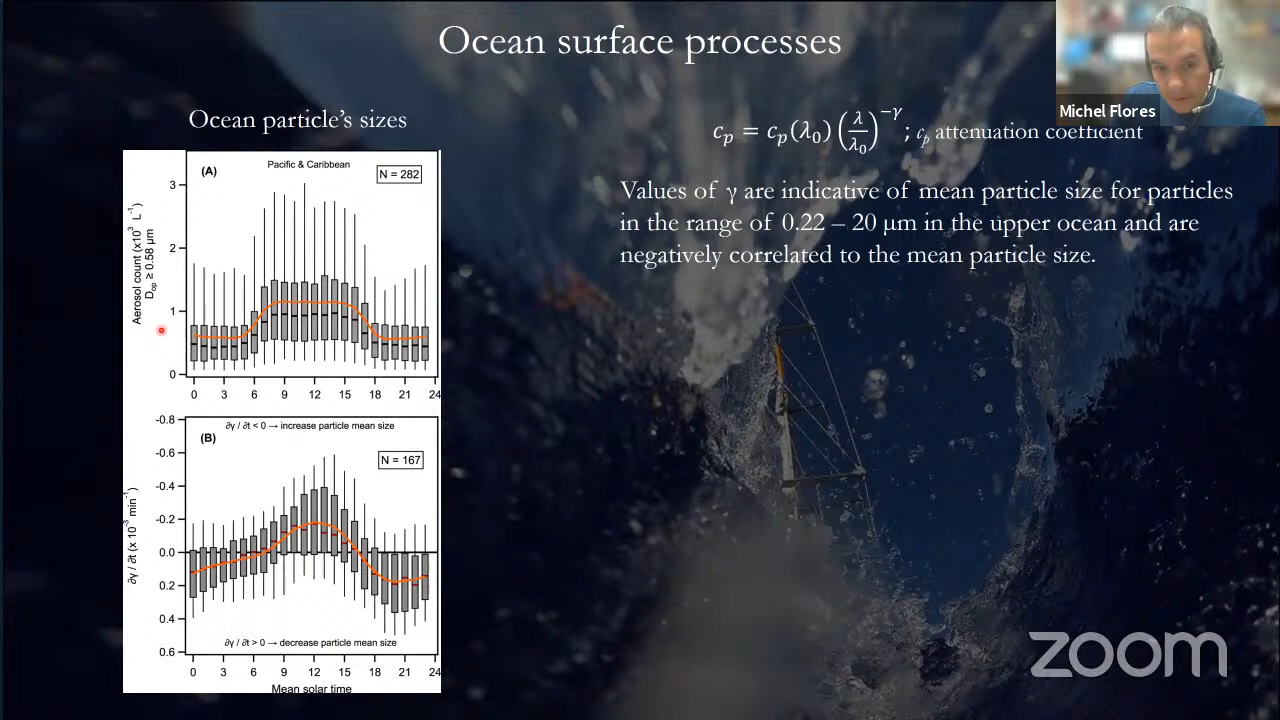 Ocean surface processes
Michel Flores
Ocean particle's sizes
c_p = c_p(λ_0) (λ/λ_0)^−γ ; c_p attenuation coefficient
Values of γ are indicative of mean particle size for particles
in the range of 0.22 – 20 μm in the upper ocean and are
negatively correlated to the mean particle size.
(A)
Pacific & Caribbean
N = 282
Aerosol count (x10^3 L^-1)
D_op ≥ 0.58 μm
3
2
1
0
0 3 6 9 12 15 18 21 24
(B)
∂γ / ∂t < 0 → increase particle mean size
N = 167
∂γ / ∂t (x 10^-3 min^-1)
-0.8
-0.6
-0.4
-0.2
0.0
0.2
0.4
0.6
∂γ / ∂t > 0 → decrease particle mean size
0 3 6 9 12 15 18 21 24
Mean solar time
zoom